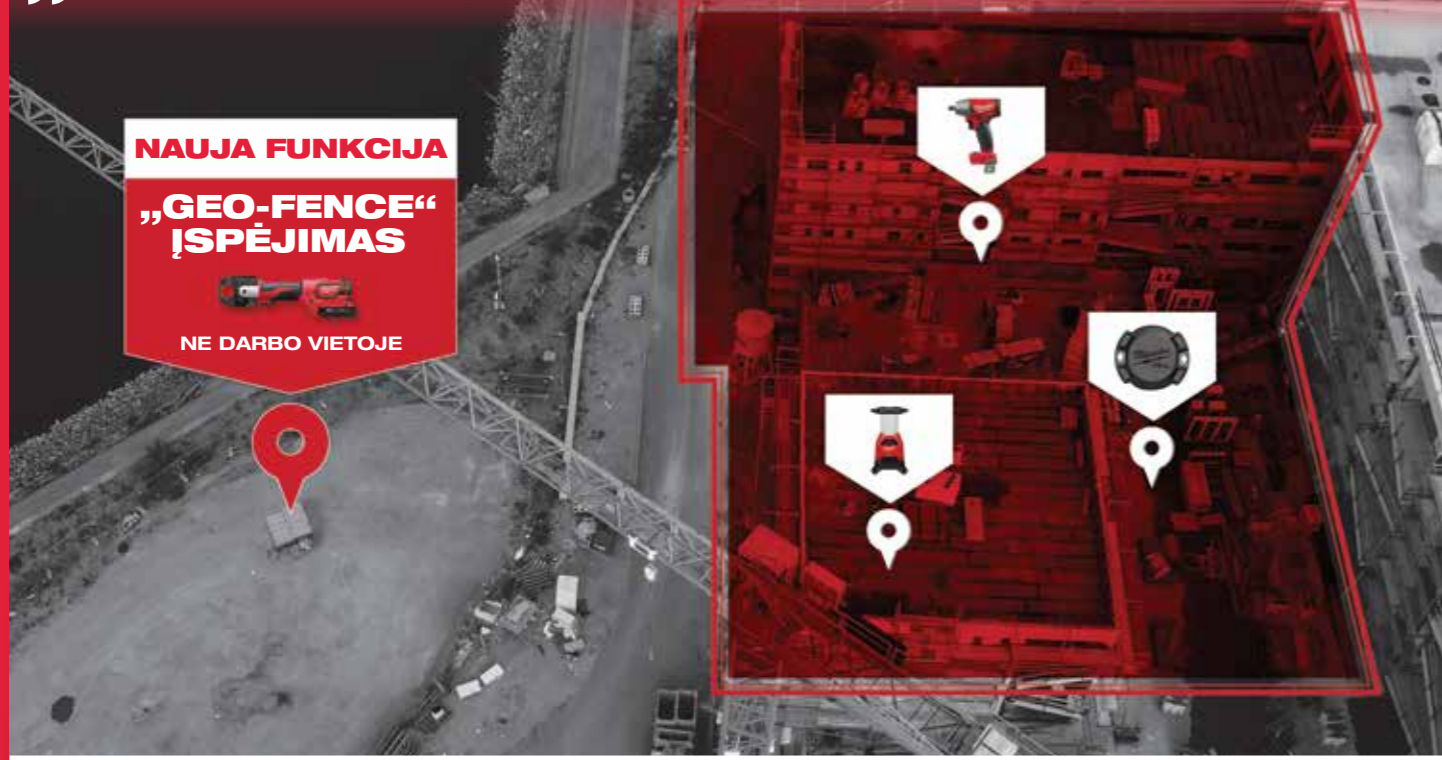 „
NAUJA FUNKCIJA
„GEO-FENCE“
ĮSPĖJIMAS
NE DARBO VIETOJE